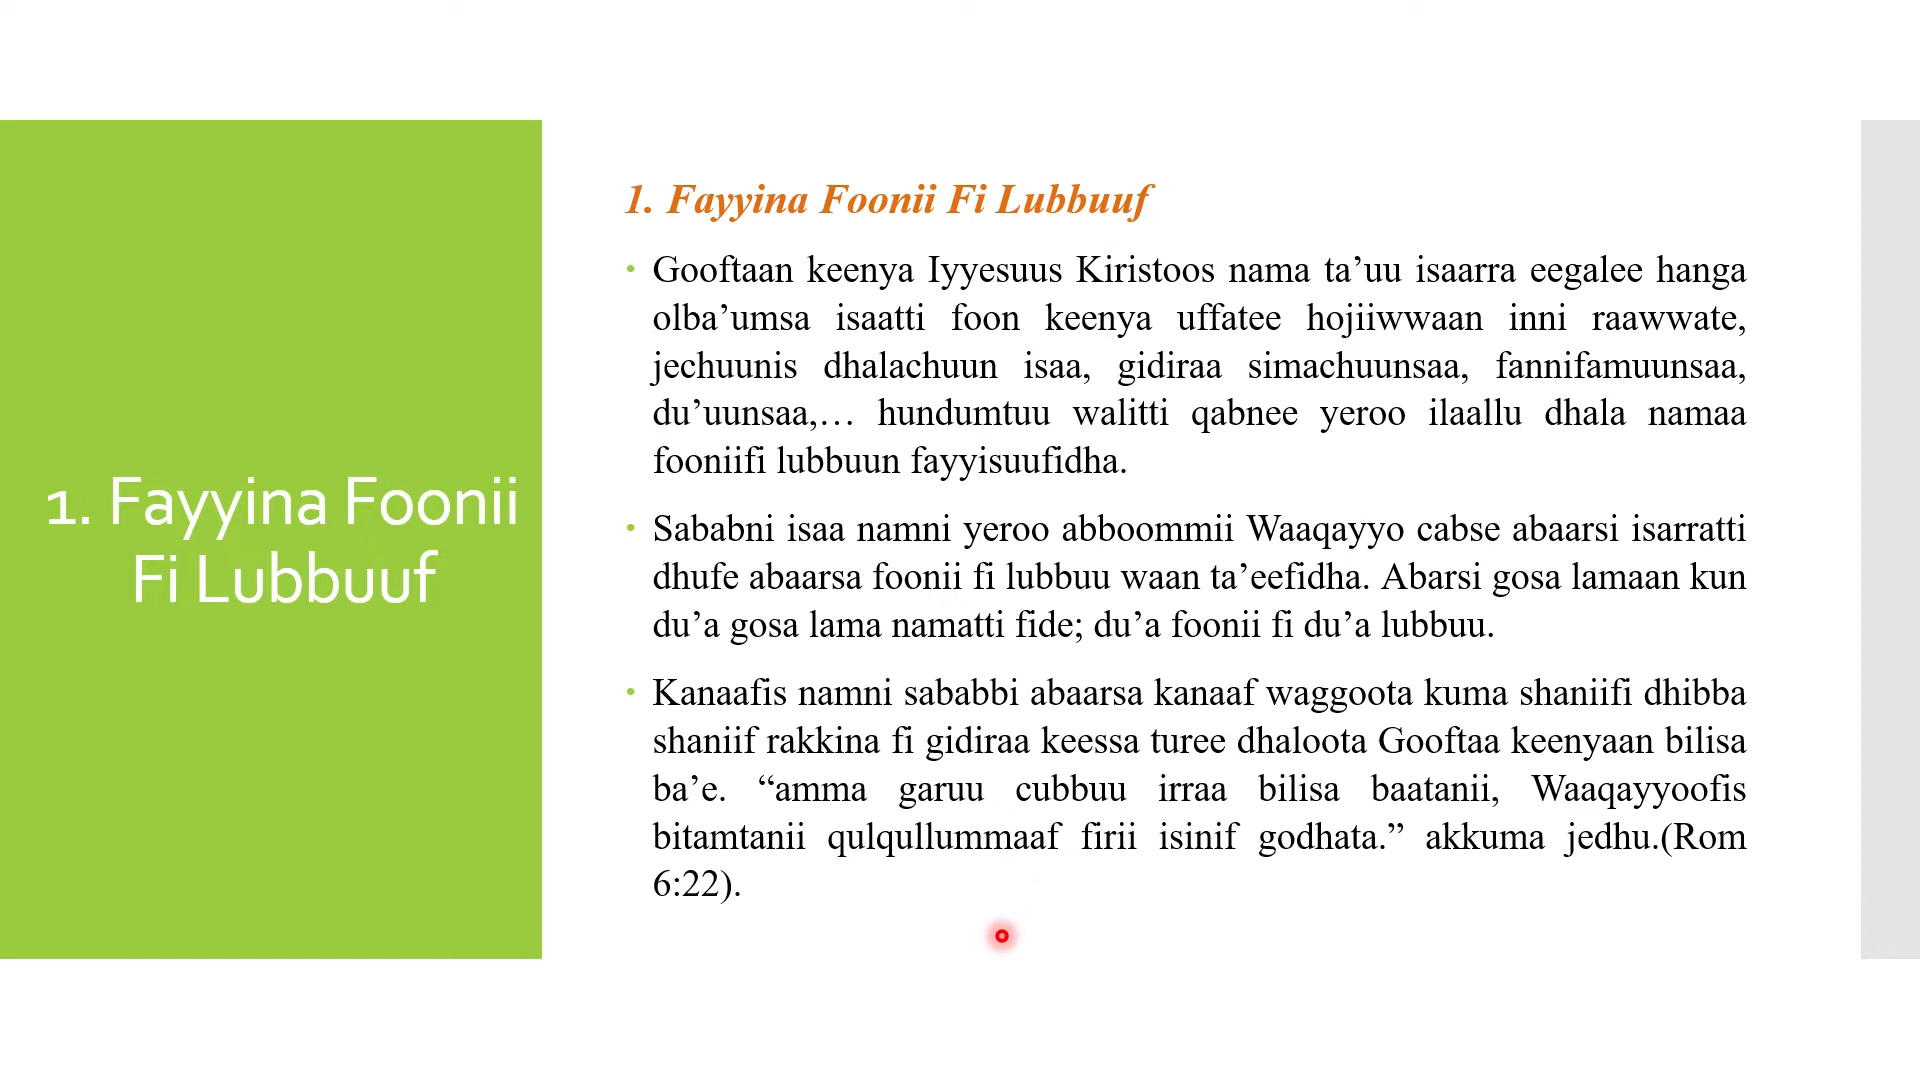 1. Fayyina Foonii
Fi Lubbuuf
1. Fayyina Foonii Fi Lubbuuf
• Gooftaan keenya Iyyesuus Kiristoos nama ta’uu isaarra eegalee hanga
olba’umsa isaatti foon keenya uffatee hojiiwwaan inni raawwate,
jechuunis dhalachuun isaa, gidiraa simachuunsaa, fannifamuunsaa,
du’uunsaa,… hundumtuu walitti qabnee yeroo ilaallu dhala namaa
fooniifi lubbuun fayyisuufidha.
• Sababni isaa namni yeroo abboommii Waaqayyo cabse abaarsi isarratti
dhufe abaarsa foonii fi lubbuu waan ta’eefidha. Abarsi gosa lamaan kun
du’a gosa lama namatti fide; du’a foonii fi du’a lubbuu.
• Kanaafis namni sababbi abaarsa kanaaf waggoota kuma shaniifi dhibba
shaniif rakkina fi gidiraa keessa turee dhaloota Gooftaa keenyaan bilisa
ba’e. “amma garuu cubbuu irraa bilisa baatanii, Waaqayyoofis
bitamtanii qulqullummaaf firii isinif godhata.” akkuma jedhu.(Rom
6:22).